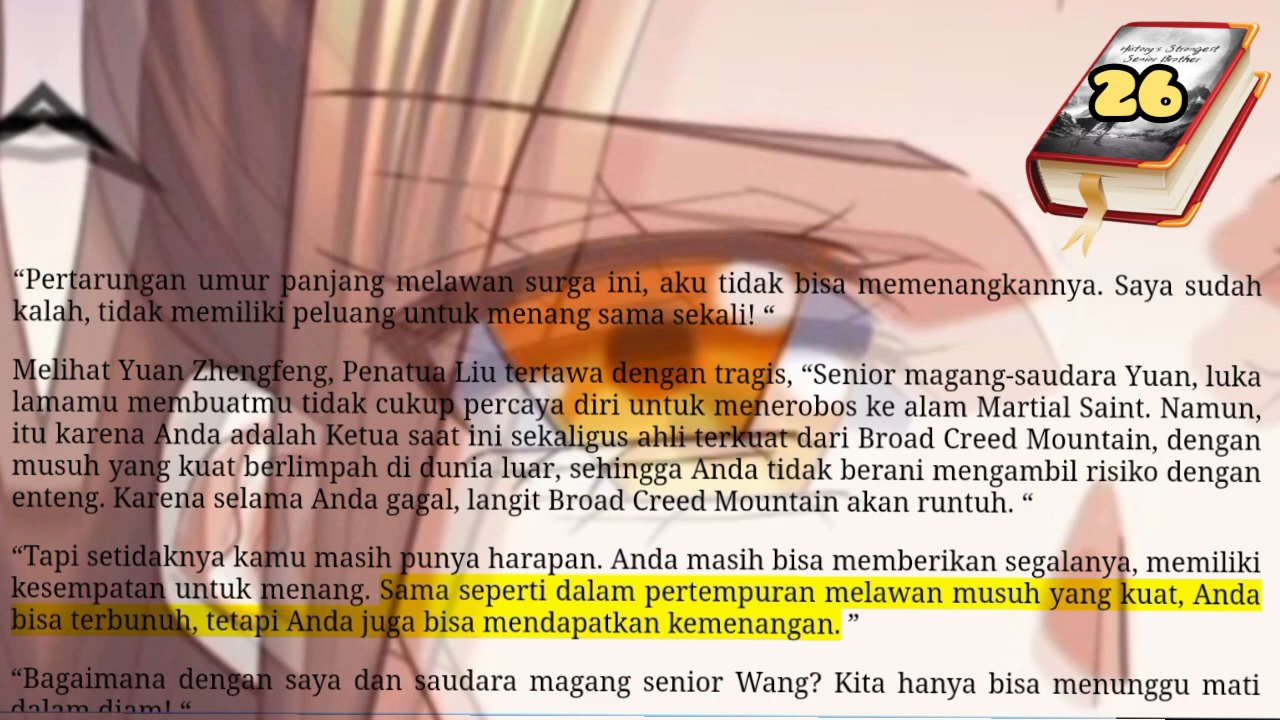 History's Strongest
Senior Brother
26
“Pertarungan umur panjang melawan surga ini, aku tidak bisa memenangkannya. Saya sudah
kalah, tidak memiliki peluang untuk menang sama sekali! “
Melihat Yuan Zhengfeng, Penatua Liu tertawa dengan tragis, “Senior magang-saudara Yuan, luka
lamamu membuatmu tidak cukup percaya diri untuk menerobos ke alam Martial Saint. Namun,
itu karena Anda adalah Ketua saat ini sekaligus ahli terkuat dari Broad Creed Mountain, dengan
musuh yang kuat berlimpah di dunia luar, sehingga Anda tidak berani mengambil risiko dengan
enteng. Karena selama Anda gagal, langit Broad Creed Mountain akan runtuh. “
“Tapi setidaknya kamu masih punya harapan. Anda masih bisa memberikan segalanya, memiliki
kesempatan untuk menang. Sama seperti dalam pertempuran melawan musuh yang kuat, Anda
bisa terbunuh, tetapi Anda juga bisa mendapatkan kemenangan. ”
“Bagaimana dengan saya dan saudara magang senior Wang? Kita hanya bisa menunggu mati
dalam diam! “